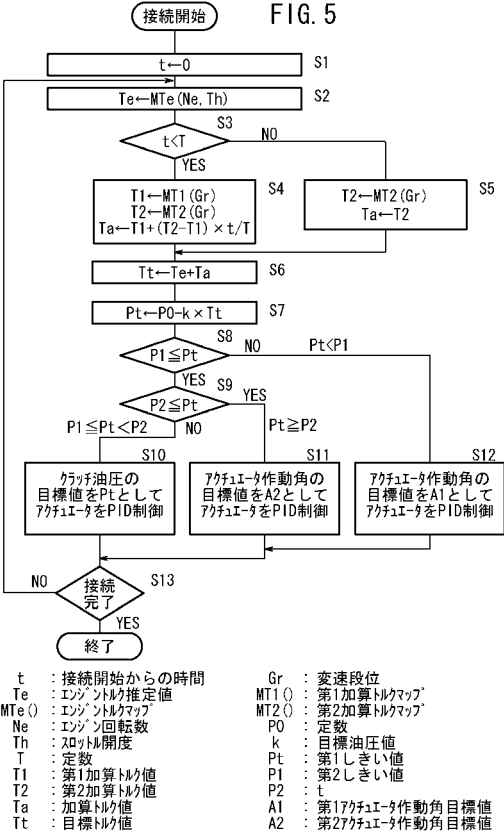 FIG. 5
接続開始
t←0
S1
Te←MTe(Ne, Th)
S2
S3
t<T
NO
YES
T1←MT1(Gr)
T2←MT2(Gr)
Ta←T1+(T2-T1)×t/T
S4
T2←MT2(Gr)
Ta←T2
S5
Tt←Te+Ta
S6
Pt←P0-k×Tt
S7
S8
P1≦Pt
NO
Pt<P1
YES
S9
P2≦Pt
YES
P1≦Pt<P2
NO
Pt≧P2
S10
クラッチ油圧の
目標値をPtとして
アクチュエータをPID制御
S11
アクチュエータ作動角の
目標値をA2として
アクチュエータをPID制御
S12
アクチュエータ作動角の
目標値をA1として
アクチュエータをPID制御
NO
接続
完了
S13
YES
終了
t :接続開始からの時間
Te :エンジントルク推定値
MTe() :エンジントルクマップ
Ne :エンジン回転数
Th :スロットル開度
T :定数
T1 :第1加算トルク値
T2 :第2加算トルク値
Ta :加算トルク値
Tt :目標トルク値
Gr :変速段位
MT1() :第1加算トルクマップ
MT2() :第2加算トルクマップ
P0 :定数
k :目標油圧値
Pt :第1しきい値
P1 :第2しきい値
P2 :t
A1 :第1アクチュエータ作動角目標値
A2 :第2アクチュエータ作動角目標値